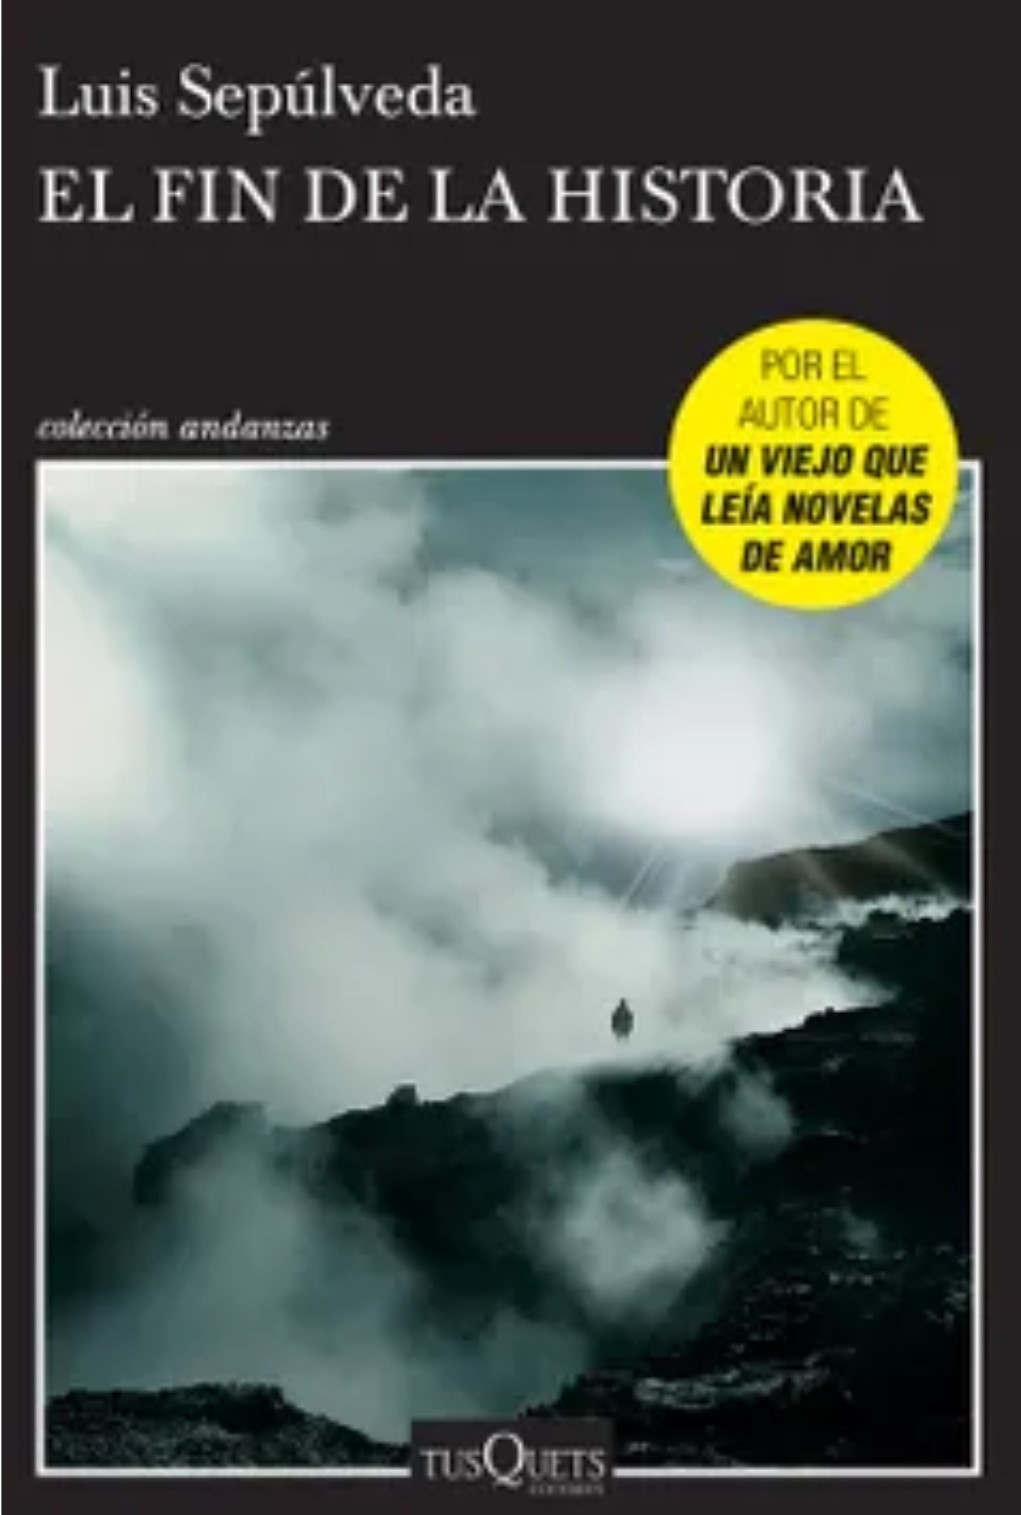 Luis Sepúlveda
EL FIN DE LA HISTORIA
colección andanzas
POR EL
AUTOR DE
UN VIEJO QUE
LEÍA NOVELAS
DE AMOR
TUSQUETS